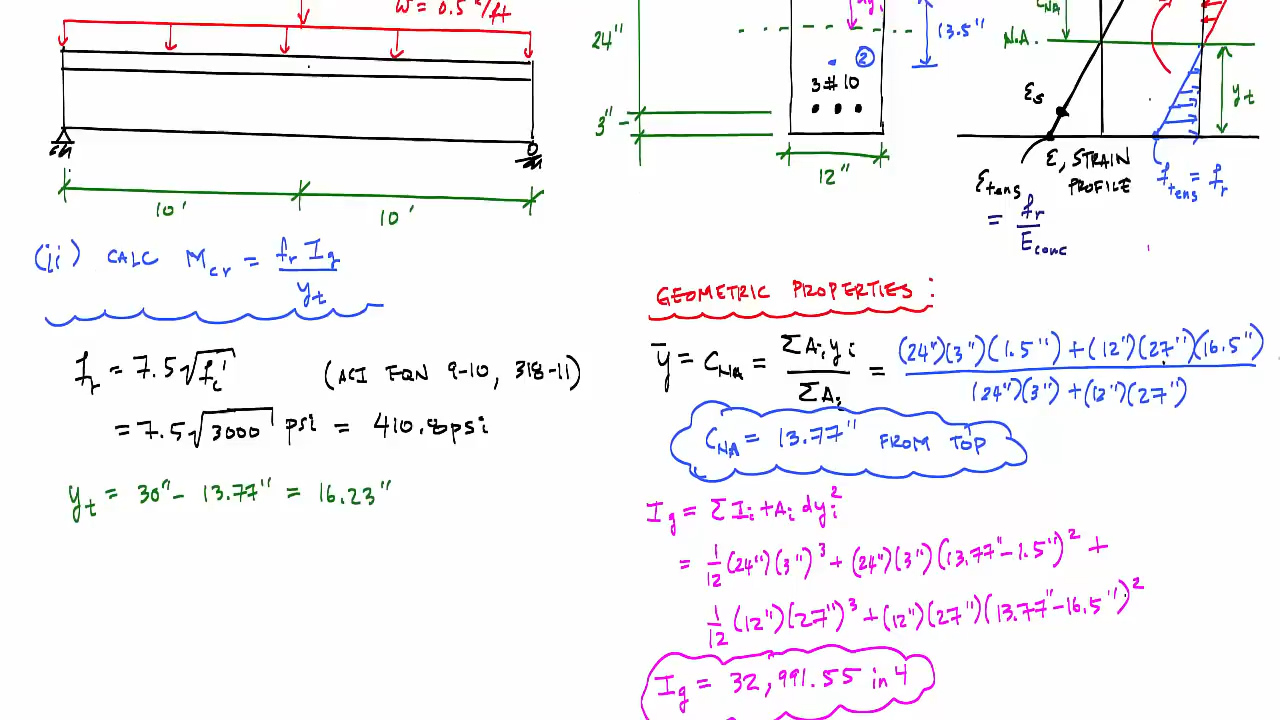 W = 0.5 k/ft
10'
10'
24"
3"
12"
13.5"
②
3#10
N.A.
CNA
yt
εs
ε, STRAIN
PROFILE
εtens
= fr
Econc
ftens = fr
(ii) CALC Mcr = fr Ig
yt
fr = 7.5√fc' (ACI EQN 9-10, 318-11)
= 7.5√3000 psi = 410.8psi
yt = 30" - 13.77" = 16.23"
GEOMETRIC PROPERTIES:
ȳ = CNA = ΣAi yi / ΣAi = (24")(3")(1.5") + (12")(27")(16.5") / (24")(3") + (12")(27")
CNA = 13.77" FROM TOP
Ig = ΣIi + Ai dyi²
= 1/12 (24")(3")³ + (24")(3")(13.77" - 1.5")² +
1/12 (12")(27")³ + (12")(27")(13.77" - 16.5")²
Ig = 32,991.55 in4